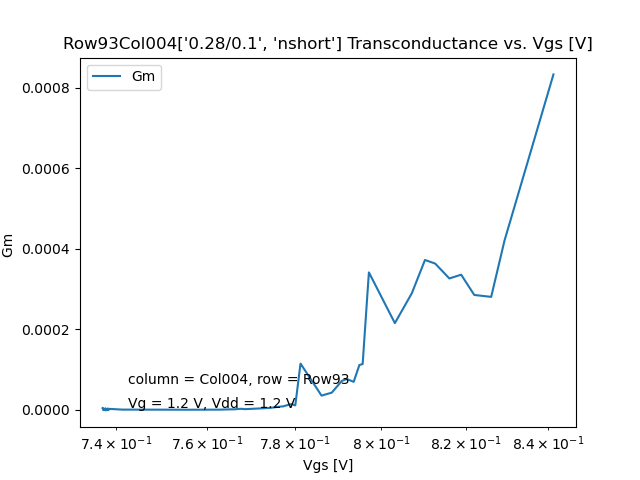 Row93Col004['0.28/0.1', 'nshort'] Transconductance vs. Vgs [V]
Gm
0.0008
0.0006
0.0004
0.0002
0.0000
Gm
column = Col004, row = Row93
Vg = 1.2 V, Vdd = 1.2 V
7.4 × 10⁻¹ 7.6 × 10⁻¹ 7.8 × 10⁻¹ 8 × 10⁻¹ 8.2 × 10⁻¹ 8.4 × 10⁻¹
Vgs [V]